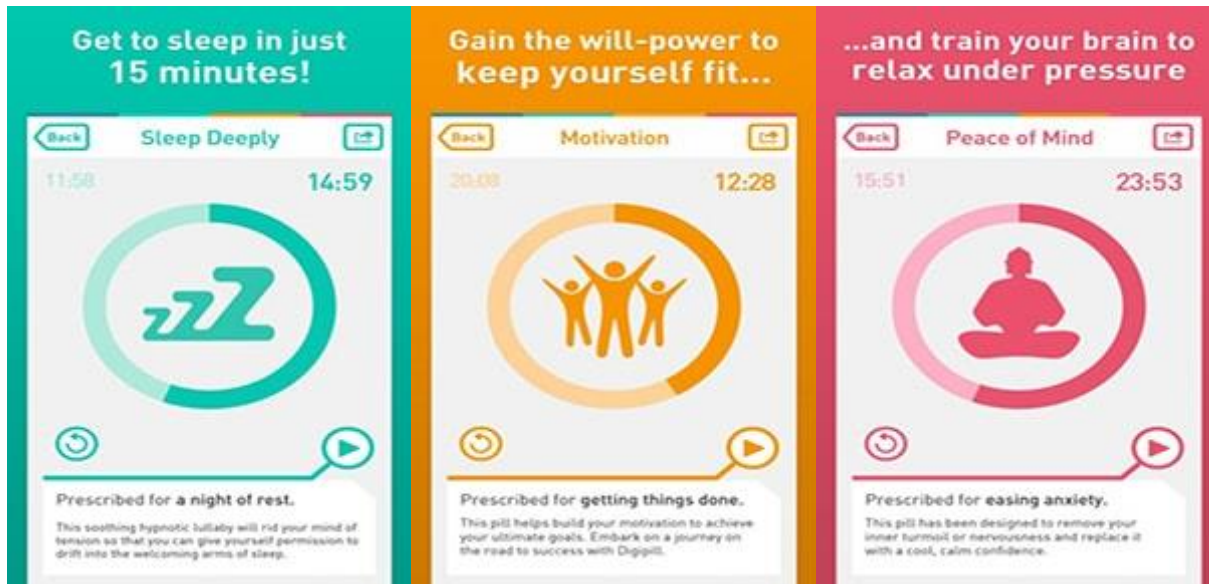 Get to sleep in just
15 minutes!
Back
Sleep Deeply
11:58
14:59
Prescribed for a night of rest.
This soothing hypnotic lullaby will rid your mind of
tension so that you can give yourself permission to
drift into the welcoming arms of sleep.
Gain the will-power to
keep yourself fit...
Back
Motivation
20:08
12:28
Prescribed for getting things done.
This pill helps build your motivation to achieve
your ultimate goals. Embark on a journey on
the road to success with Digipill.
...and train your brain to
relax under pressure
Back
Peace of Mind
15:51
23:53
Prescribed for easing anxiety.
This pill has been designed to remove your
inner turmoil or nervousness and replace it
with a cool, calm confidence.
zzZ